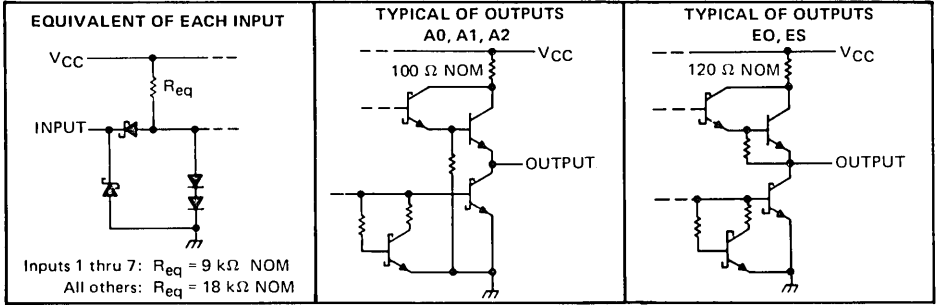 EQUIVALENT OF EACH INPUT
VCC
Req
INPUT
Inputs 1 thru 7: Req = 9 kΩ NOM
All others: Req = 18 kΩ NOM
TYPICAL OF OUTPUTS
A0, A1, A2
VCC
100 Ω NOM
OUTPUT
TYPICAL OF OUTPUTS
EO, ES
VCC
120 Ω NOM
OUTPUT